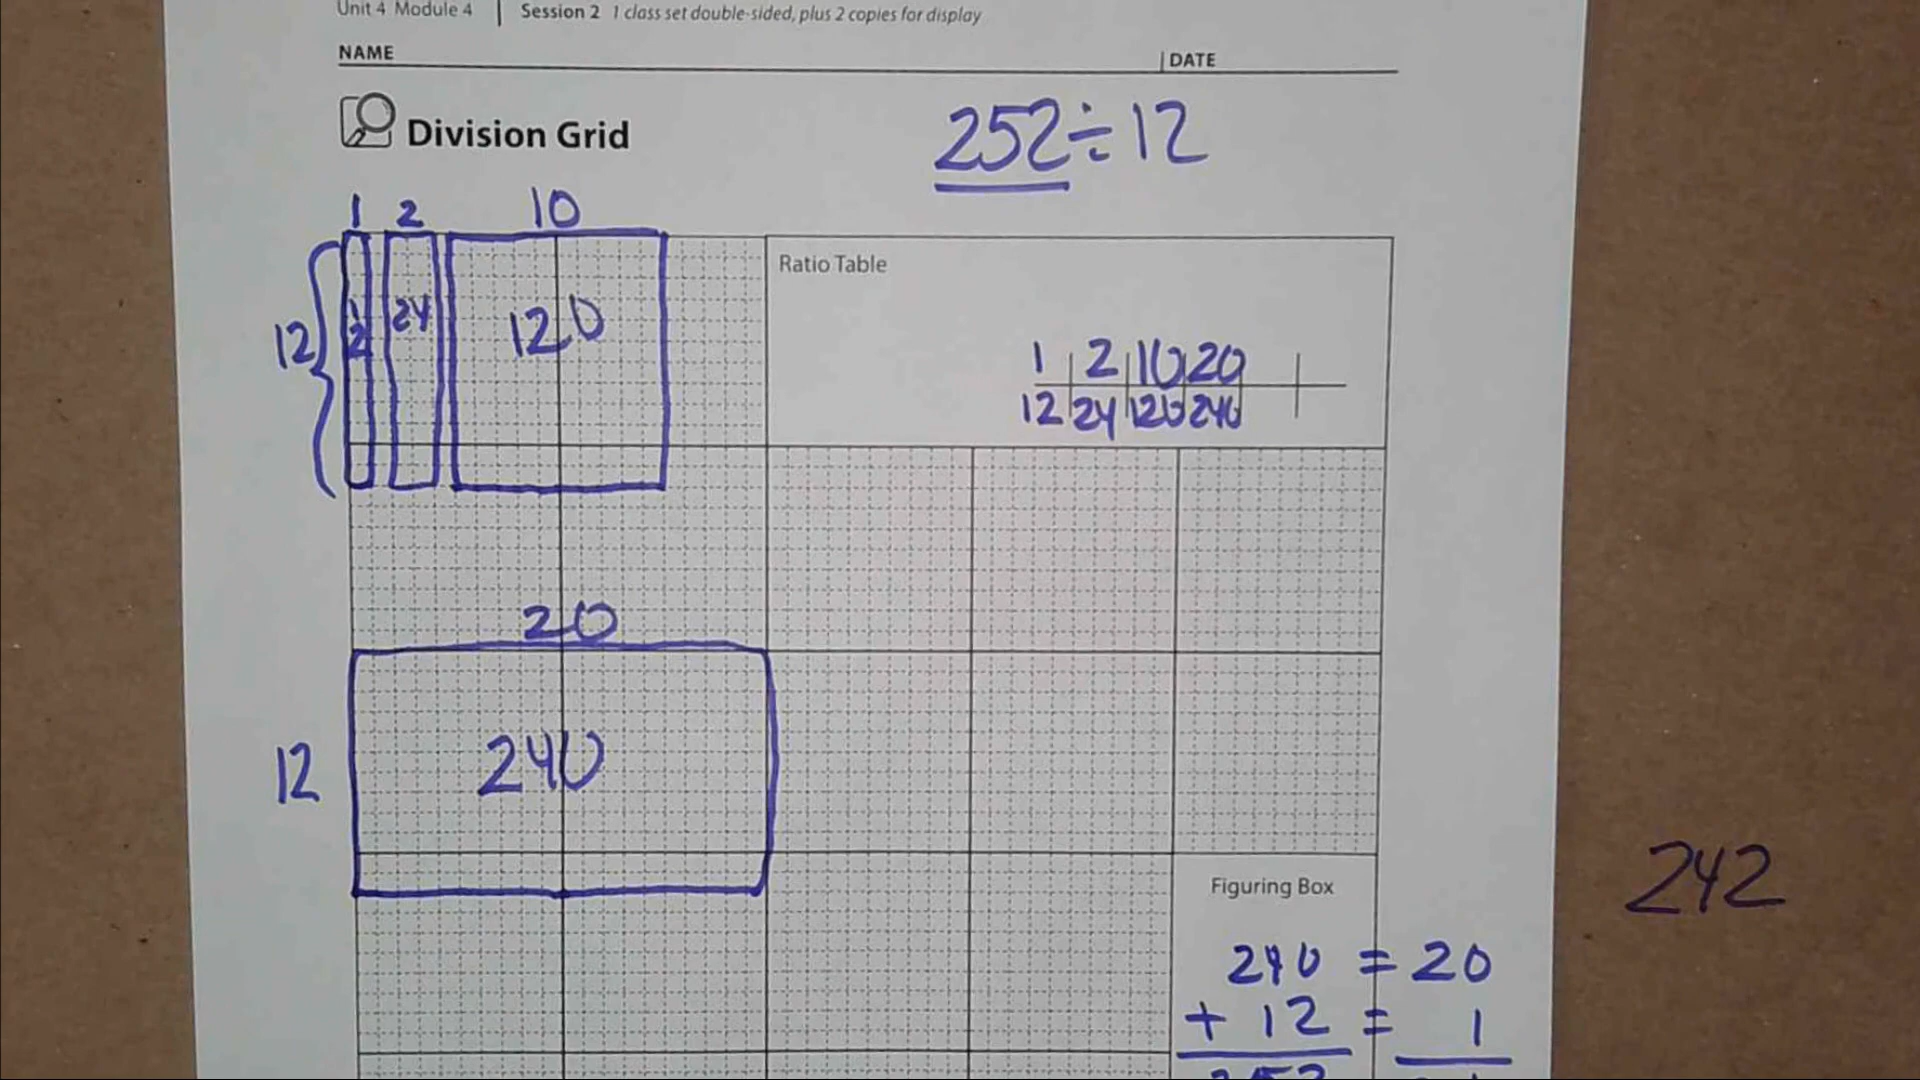 Unit 4 Module 4 | Session 2 1 class set double-sided, plus 2 copies for display
NAME | DATE
Division Grid
252 ÷ 12
1 2 10
12
12 24 120
Ratio Table
1 2 10 20
12 24 120 240
20
12 240
242
Figuring Box
240 = 20
+ 12 = 1
252